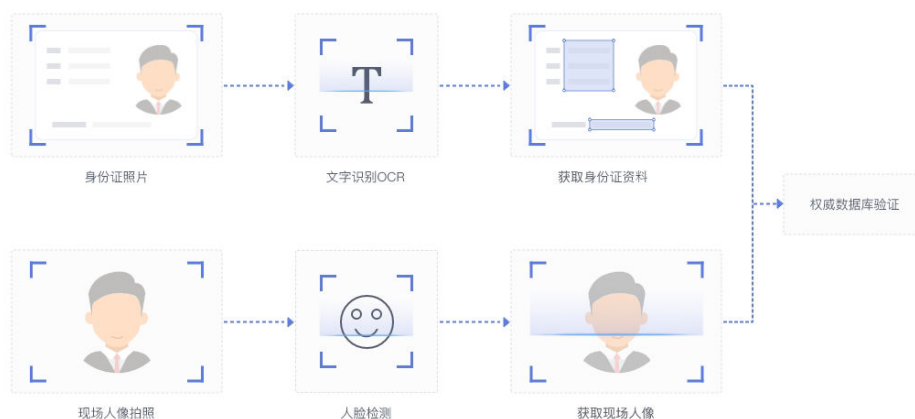 T
身份证照片
文字识别OCR
获取身份证资料
权威数据库验证
现场人像拍照
人脸检测
获取现场人像